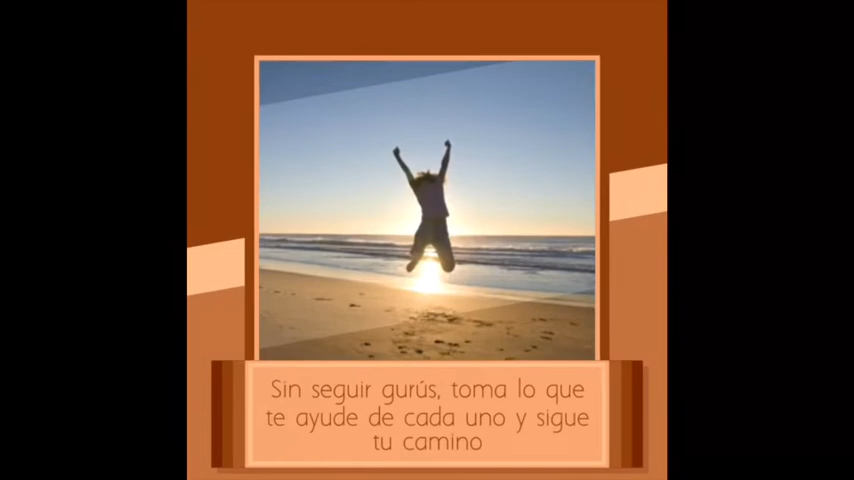 Sin seguir gurús, toma lo que
te ayude de cada uno y sigue
tu camino